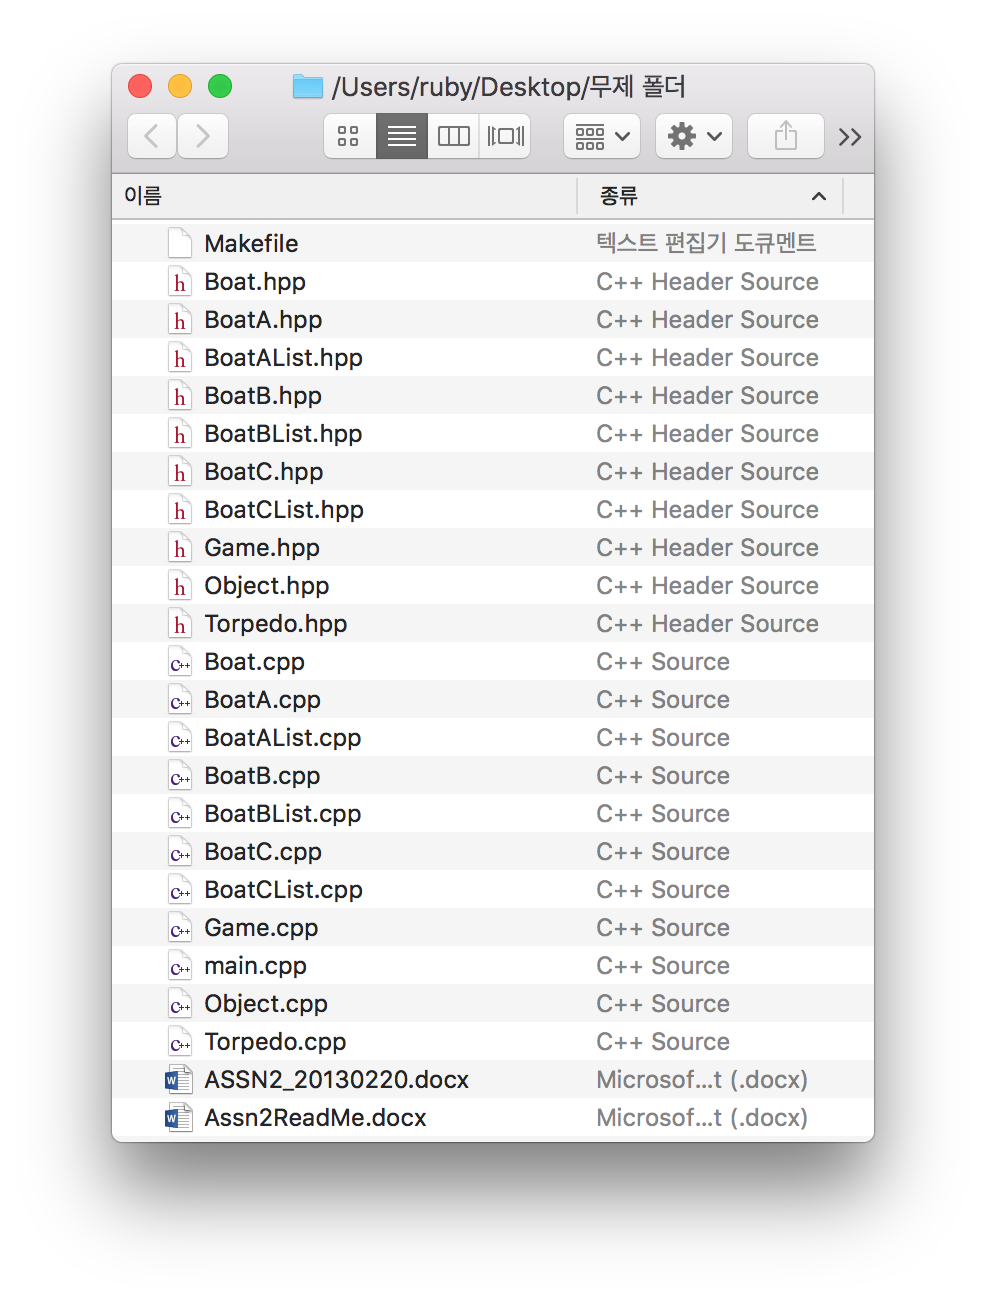 /Users/ruby/Desktop/무제 폴더
이름 종류
Makefile 텍스트 편집기 도큐멘트
h Boat.hpp C++ Header Source
h BoatA.hpp C++ Header Source
h BoatAList.hpp C++ Header Source
h BoatB.hpp C++ Header Source
h BoatBList.hpp C++ Header Source
h BoatC.hpp C++ Header Source
h BoatCList.hpp C++ Header Source
h Game.hpp C++ Header Source
h Object.hpp C++ Header Source
h Torpedo.hpp C++ Header Source
C++ Boat.cpp C++ Source
C++ BoatA.cpp C++ Source
C++ BoatAList.cpp C++ Source
C++ BoatB.cpp C++ Source
C++ BoatBList.cpp C++ Source
C++ BoatC.cpp C++ Source
C++ BoatCList.cpp C++ Source
C++ Game.cpp C++ Source
C++ main.cpp C++ Source
C++ Object.cpp C++ Source
C++ Torpedo.cpp C++ Source
W ASSN2_20130220.docx Microsof...t (.docx)
W Assn2ReadMe.docx Microsof...t (.docx)